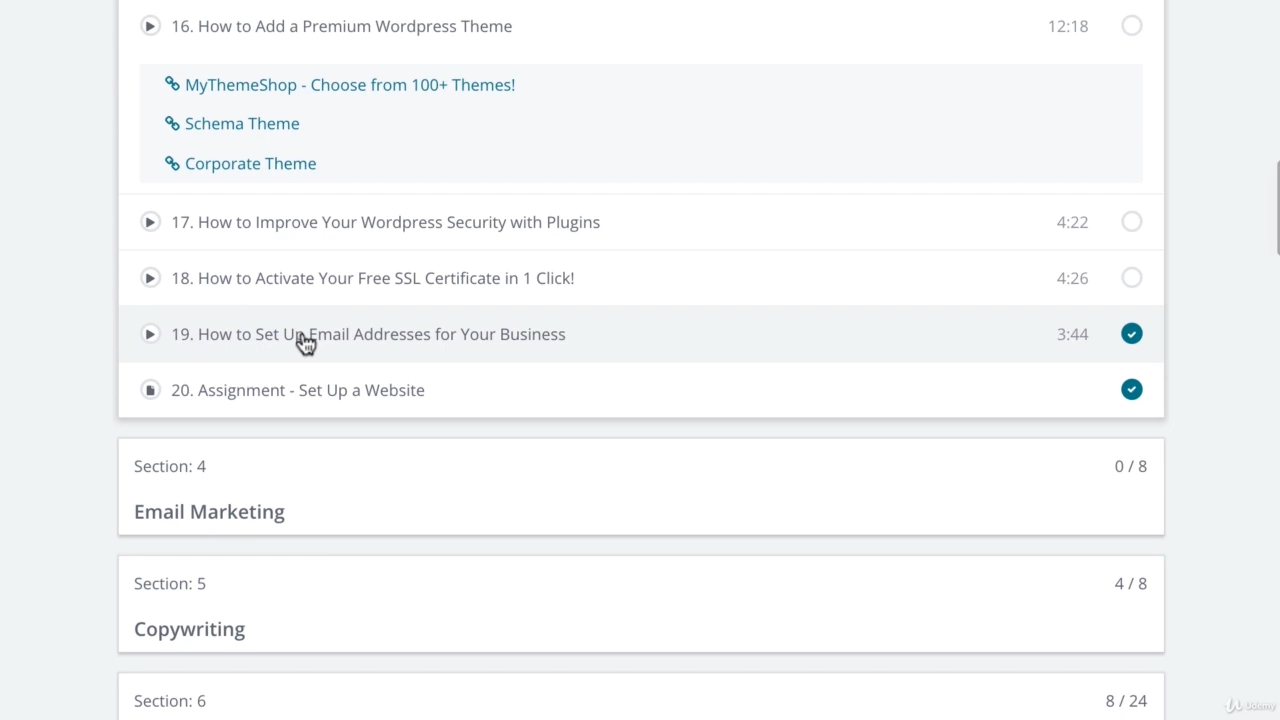 16. How to Add a Premium Wordpress Theme 12:18
MyThemeShop - Choose from 100+ Themes!
Schema Theme
Corporate Theme
17. How to Improve Your Wordpress Security with Plugins 4:22
18. How to Activate Your Free SSL Certificate in 1 Click! 4:26
19. How to Set Up Email Addresses for Your Business 3:44
20. Assignment - Set Up a Website
Section: 4 0 / 8
Email Marketing
Section: 5 4 / 8
Copywriting
Section: 6 8 / 24
Udemy